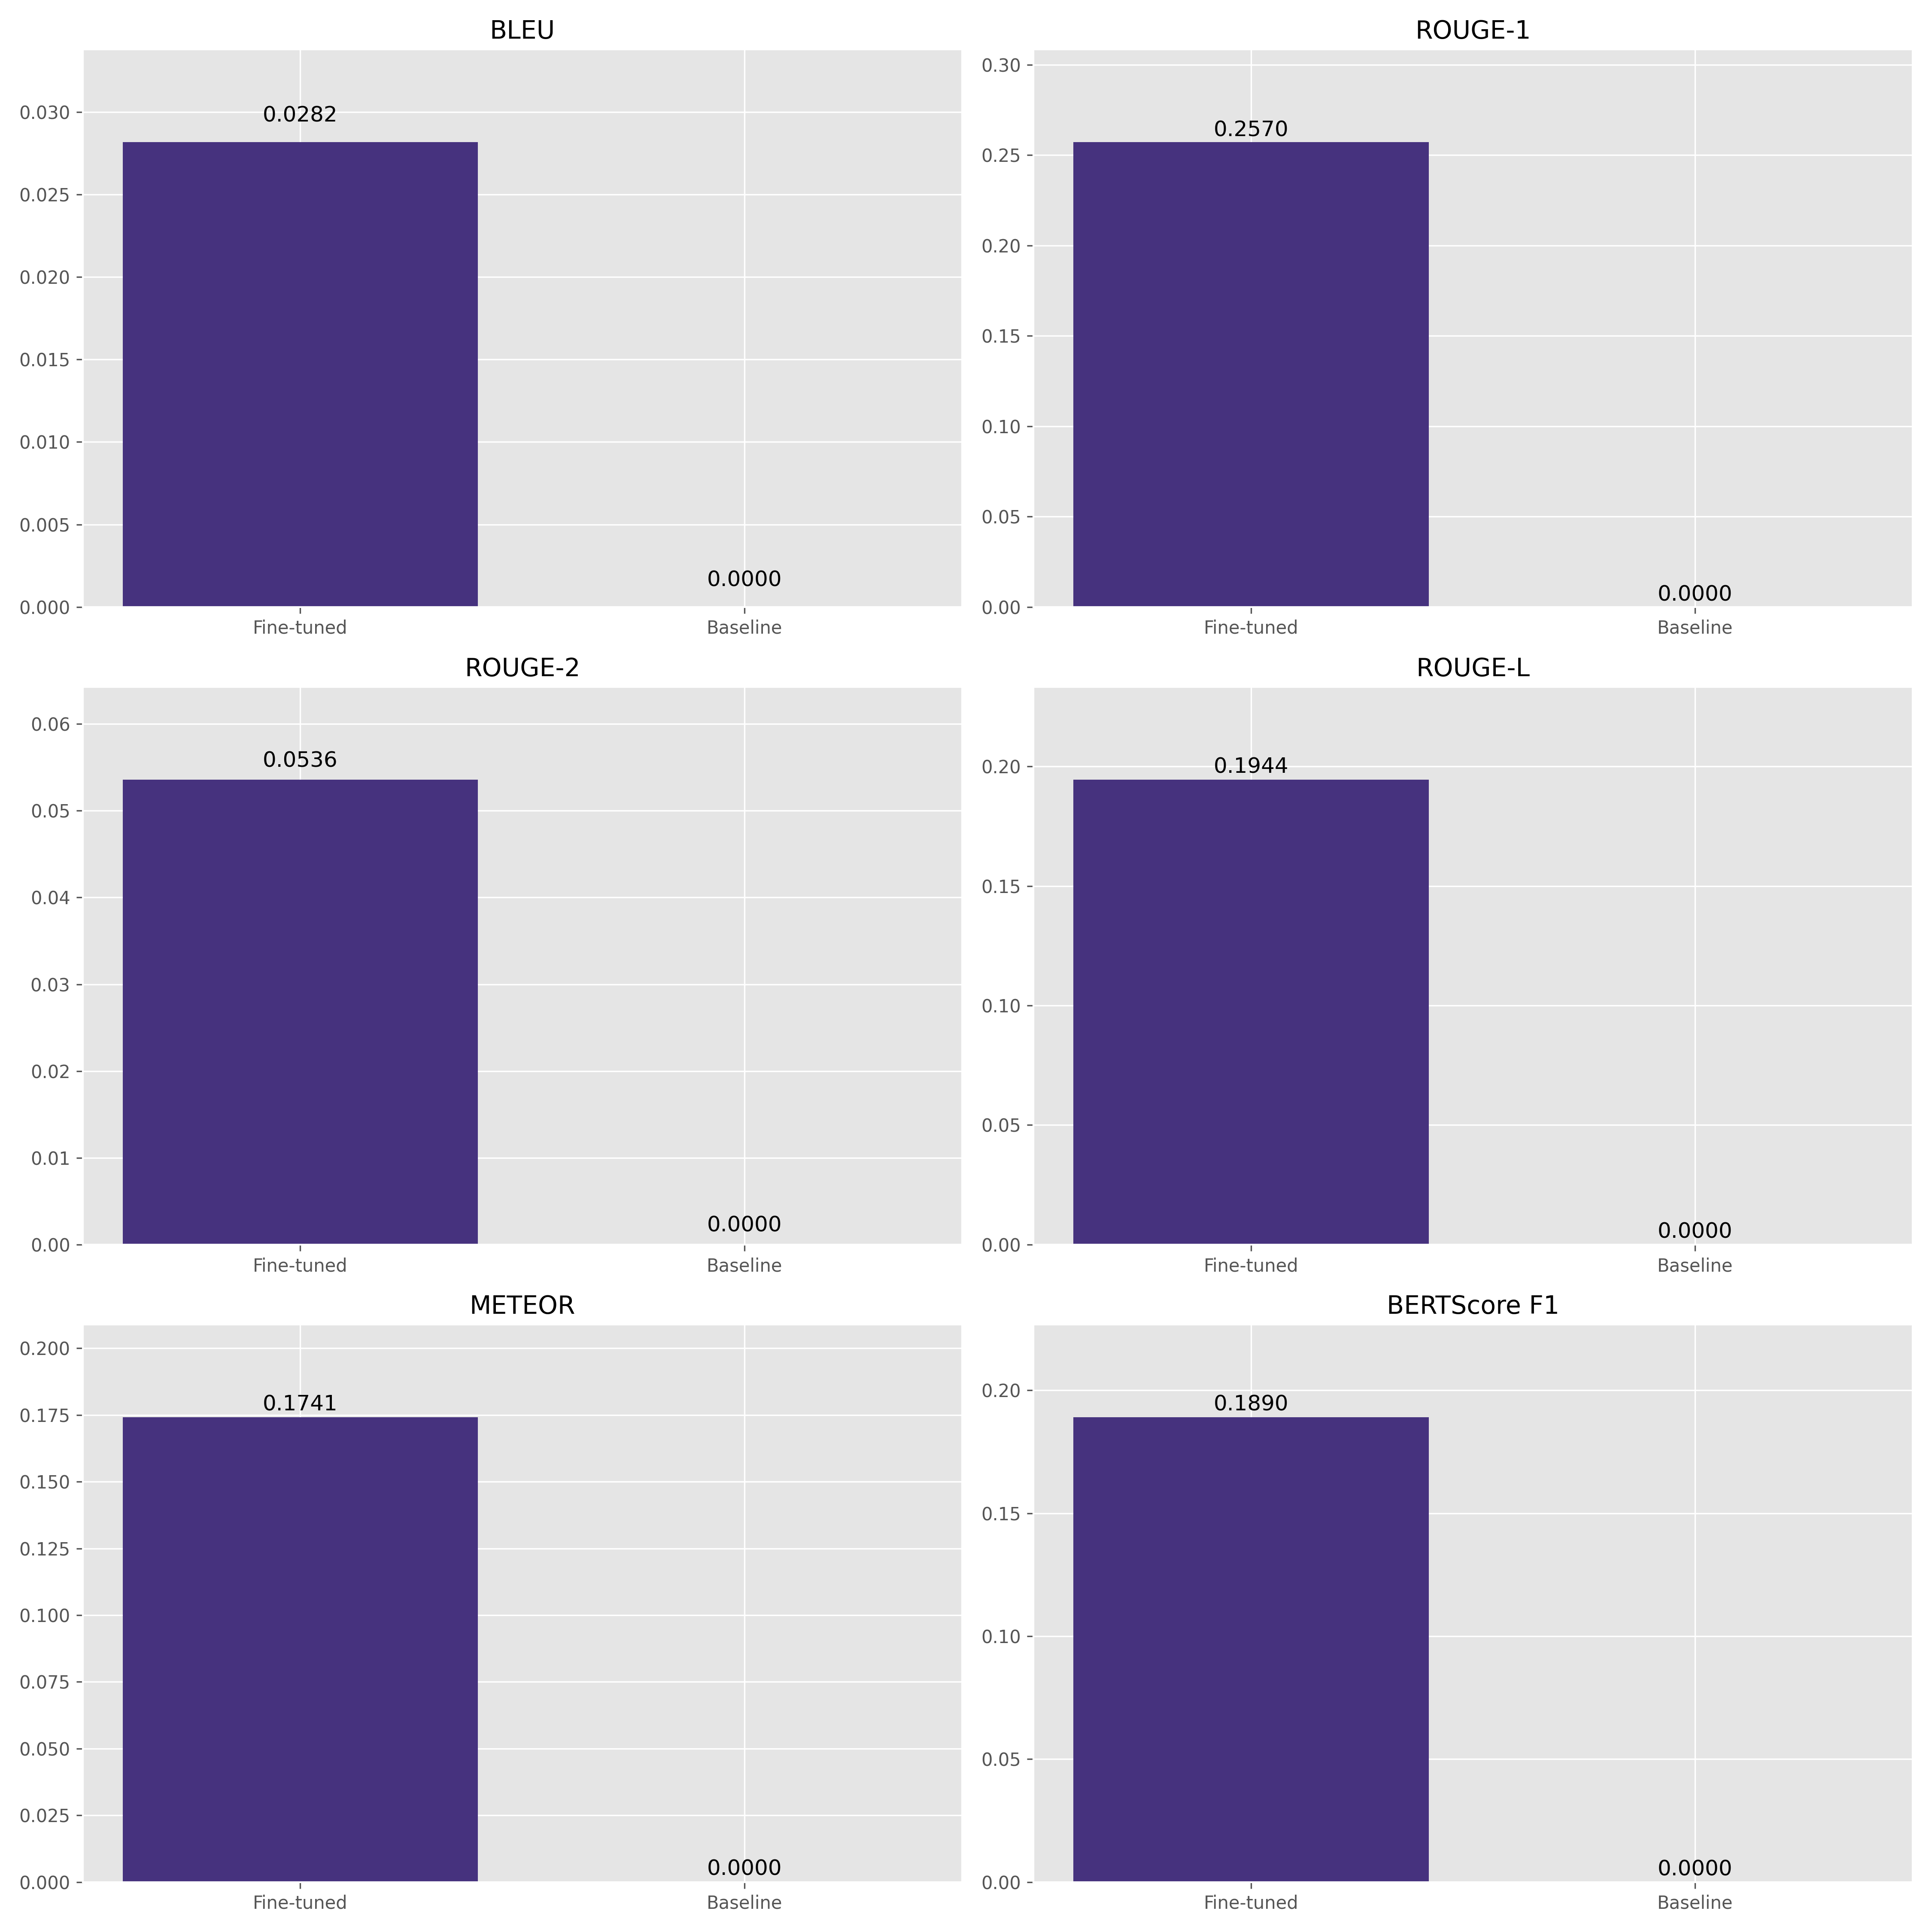 BLEU
0.030
0.025
0.020
0.015
0.010
0.005
0.000
0.0282
0.0000
Fine-tuned
Baseline
ROUGE-1
0.30
0.25
0.20
0.15
0.10
0.05
0.00
0.2570
0.0000
Fine-tuned
Baseline
ROUGE-2
0.06
0.05
0.04
0.03
0.02
0.01
0.00
0.0536
0.0000
Fine-tuned
Baseline
ROUGE-L
0.20
0.15
0.10
0.05
0.00
0.1944
0.0000
Fine-tuned
Baseline
METEOR
0.200
0.175
0.150
0.125
0.100
0.075
0.050
0.025
0.000
0.1741
0.0000
Fine-tuned
Baseline
BERTScore F1
0.20
0.15
0.10
0.05
0.00
0.1890
0.0000
Fine-tuned
Baseline